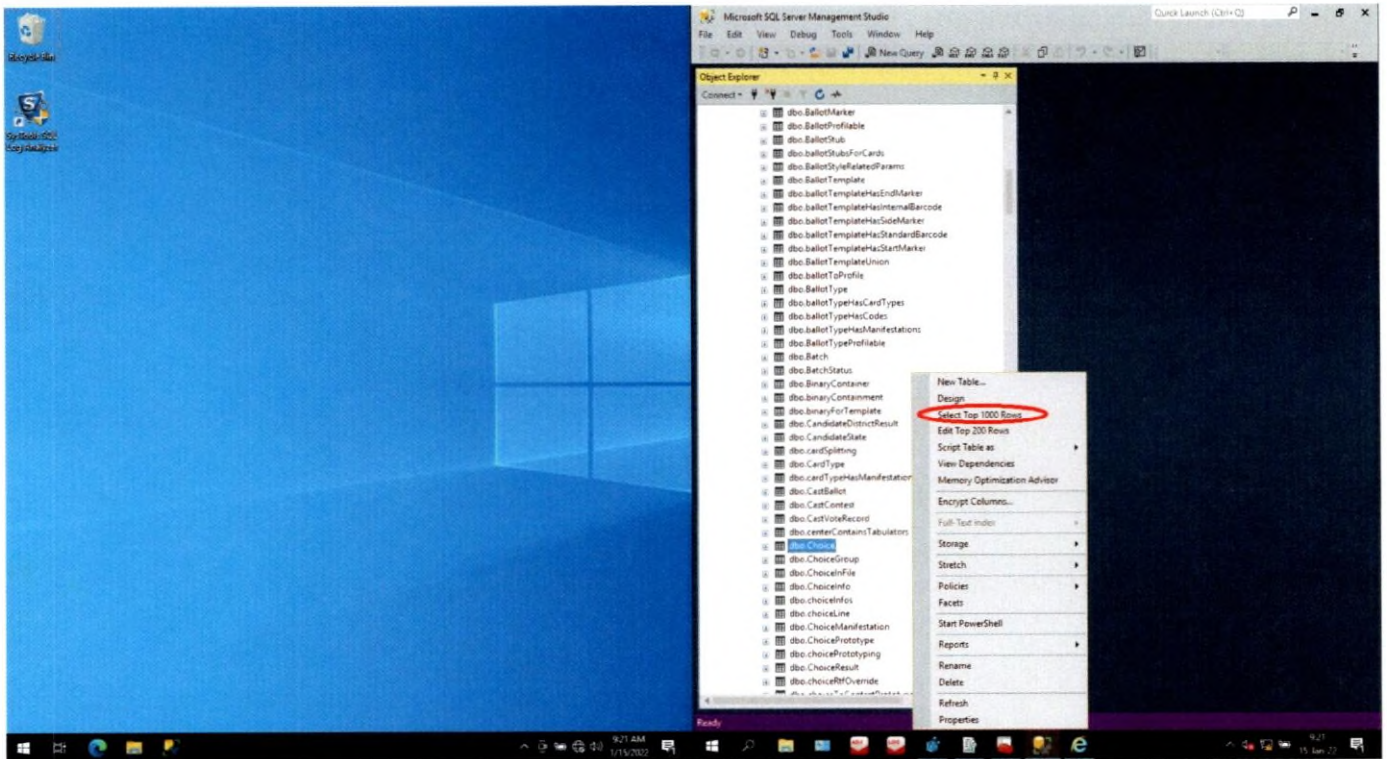 Recycle Bin
SysTools SQL
Log Analyzer
9:21 AM
1/15/2022
Microsoft SQL Server Management Studio
Quick Launch (Ctrl+Q)
File Edit View Debug Tools Window Help
New Query
Object Explorer
Connect
dbo.BallotMarker
dbo.BallotProfilable
dbo.BallotStub
dbo.ballotStubsForCards
dbo.BallotStyleRelatedParams
dbo.BallotTemplate
dbo.ballotTemplateHasEndMarker
dbo.ballotTemplateHasInternalBarcode
dbo.ballotTemplateHasSideMarker
dbo.ballotTemplateHasStandardBarcode
dbo.ballotTemplateHasStartMarker
dbo.BallotTemplateUnion
dbo.ballotToProfile
dbo.BallotType
dbo.ballotTypeHasCardTypes
dbo.ballotTypeHasCodes
dbo.ballotTypeHasManifestations
dbo.BallotTypeProfilable
dbo.Batch
dbo.BatchStatus
dbo.BinaryContainer
dbo.binaryContainment
dbo.binaryForTemplate
dbo.CandidateDistrictResult
dbo.CandidateState
dbo.cardSplitting
dbo.CardType
dbo.cardTypeHasManifestation
dbo.CastBallot
dbo.CastContest
dbo.CastVoteRecord
dbo.centerContainsTabulators
dbo.Choice
dbo.ChoiceGroup
dbo.ChoiceInFile
dbo.ChoiceInfo
dbo.choiceInfos
dbo.choiceLine
dbo.ChoiceManifestation
dbo.ChoicePrototype
dbo.choicePrototyping
dbo.ChoiceResult
dbo.choiceRtfOverride
New Table...
Design
Select Top 1000 Rows
Edit Top 200 Rows
Script Table as
View Dependencies
Memory Optimization Advisor
Encrypt Columns...
Full-Text index
Storage
Stretch
Policies
Facets
Start PowerShell
Reports
Rename
Delete
Refresh
Properties
Ready
9:21
15 Jan 22